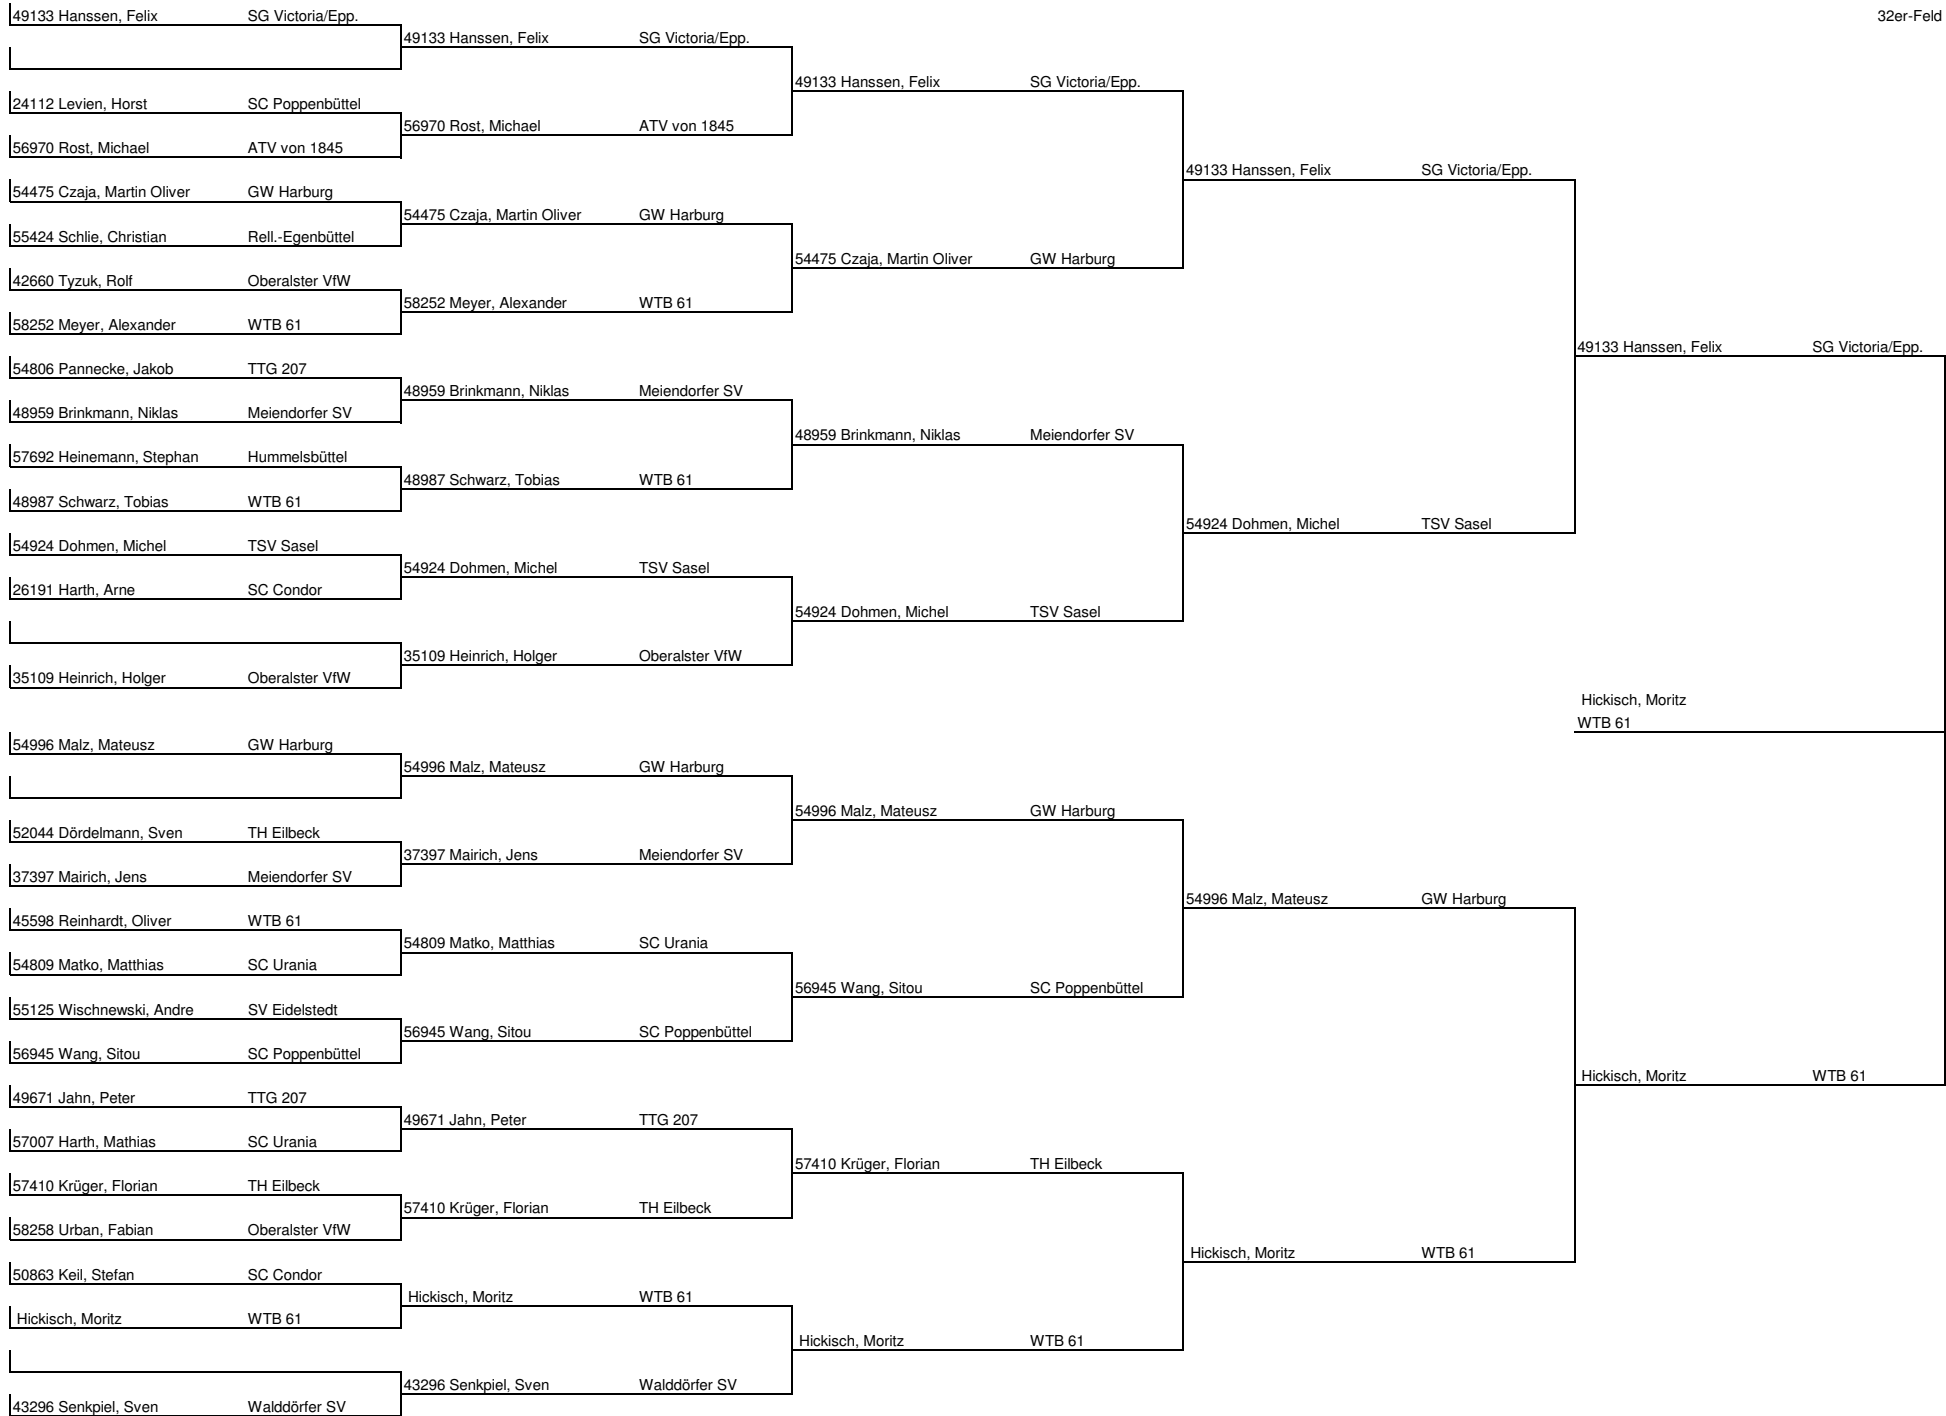 49133 Hanssen, Felix SG Victoria/Epp. 32er-Feld
49133 Hanssen, Felix SG Victoria/Epp.
49133 Hanssen, Felix SG Victoria/Epp.
24112 Levien, Horst SC Poppenbüttel
56970 Rost, Michael ATV von 1845
56970 Rost, Michael ATV von 1845
49133 Hanssen, Felix SG Victoria/Epp.
54475 Czaja, Martin Oliver GW Harburg
54475 Czaja, Martin Oliver GW Harburg
55424 Schlie, Christian Rell.-Egenbüttel
54475 Czaja, Martin Oliver GW Harburg
42660 Tyzuk, Rolf Oberalster VfW
58252 Meyer, Alexander WTB 61
58252 Meyer, Alexander WTB 61
49133 Hanssen, Felix SG Victoria/Epp.
54806 Pannecke, Jakob TTG 207
48959 Brinkmann, Niklas Meiendorfer SV
48959 Brinkmann, Niklas Meiendorfer SV
48959 Brinkmann, Niklas Meiendorfer SV
57692 Heinemann, Stephan Hummelsbüttel
48987 Schwarz, Tobias WTB 61
48987 Schwarz, Tobias WTB 61
54924 Dohmen, Michel TSV Sasel
54924 Dohmen, Michel TSV Sasel
54924 Dohmen, Michel TSV Sasel
26191 Harth, Arne SC Condor
54924 Dohmen, Michel TSV Sasel
35109 Heinrich, Holger Oberalster VfW
35109 Heinrich, Holger Oberalster VfW
Hickisch, Moritz
WTB 61
54996 Malz, Mateusz GW Harburg
54996 Malz, Mateusz GW Harburg
54996 Malz, Mateusz GW Harburg
52044 Dördelmann, Sven TH Eilbeck
37397 Mairich, Jens Meiendorfer SV
37397 Mairich, Jens Meiendorfer SV
54996 Malz, Mateusz GW Harburg
45598 Reinhardt, Oliver WTB 61
54809 Matko, Matthias SC Urania
54809 Matko, Matthias SC Urania
56945 Wang, Sitou SC Poppenbüttel
55125 Wischnewski, Andre SV Eidelstedt
56945 Wang, Sitou SC Poppenbüttel
56945 Wang, Sitou SC Poppenbüttel
Hickisch, Moritz WTB 61
49671 Jahn, Peter TTG 207
49671 Jahn, Peter TTG 207
57007 Harth, Mathias SC Urania
57410 Krüger, Florian TH Eilbeck
57410 Krüger, Florian TH Eilbeck
57410 Krüger, Florian TH Eilbeck
58258 Urban, Fabian Oberalster VfW
Hickisch, Moritz WTB 61
50863 Keil, Stefan SC Condor
Hickisch, Moritz WTB 61
Hickisch, Moritz WTB 61
Hickisch, Moritz WTB 61
43296 Senkpiel, Sven Walddörfer SV
43296 Senkpiel, Sven Walddörfer SV